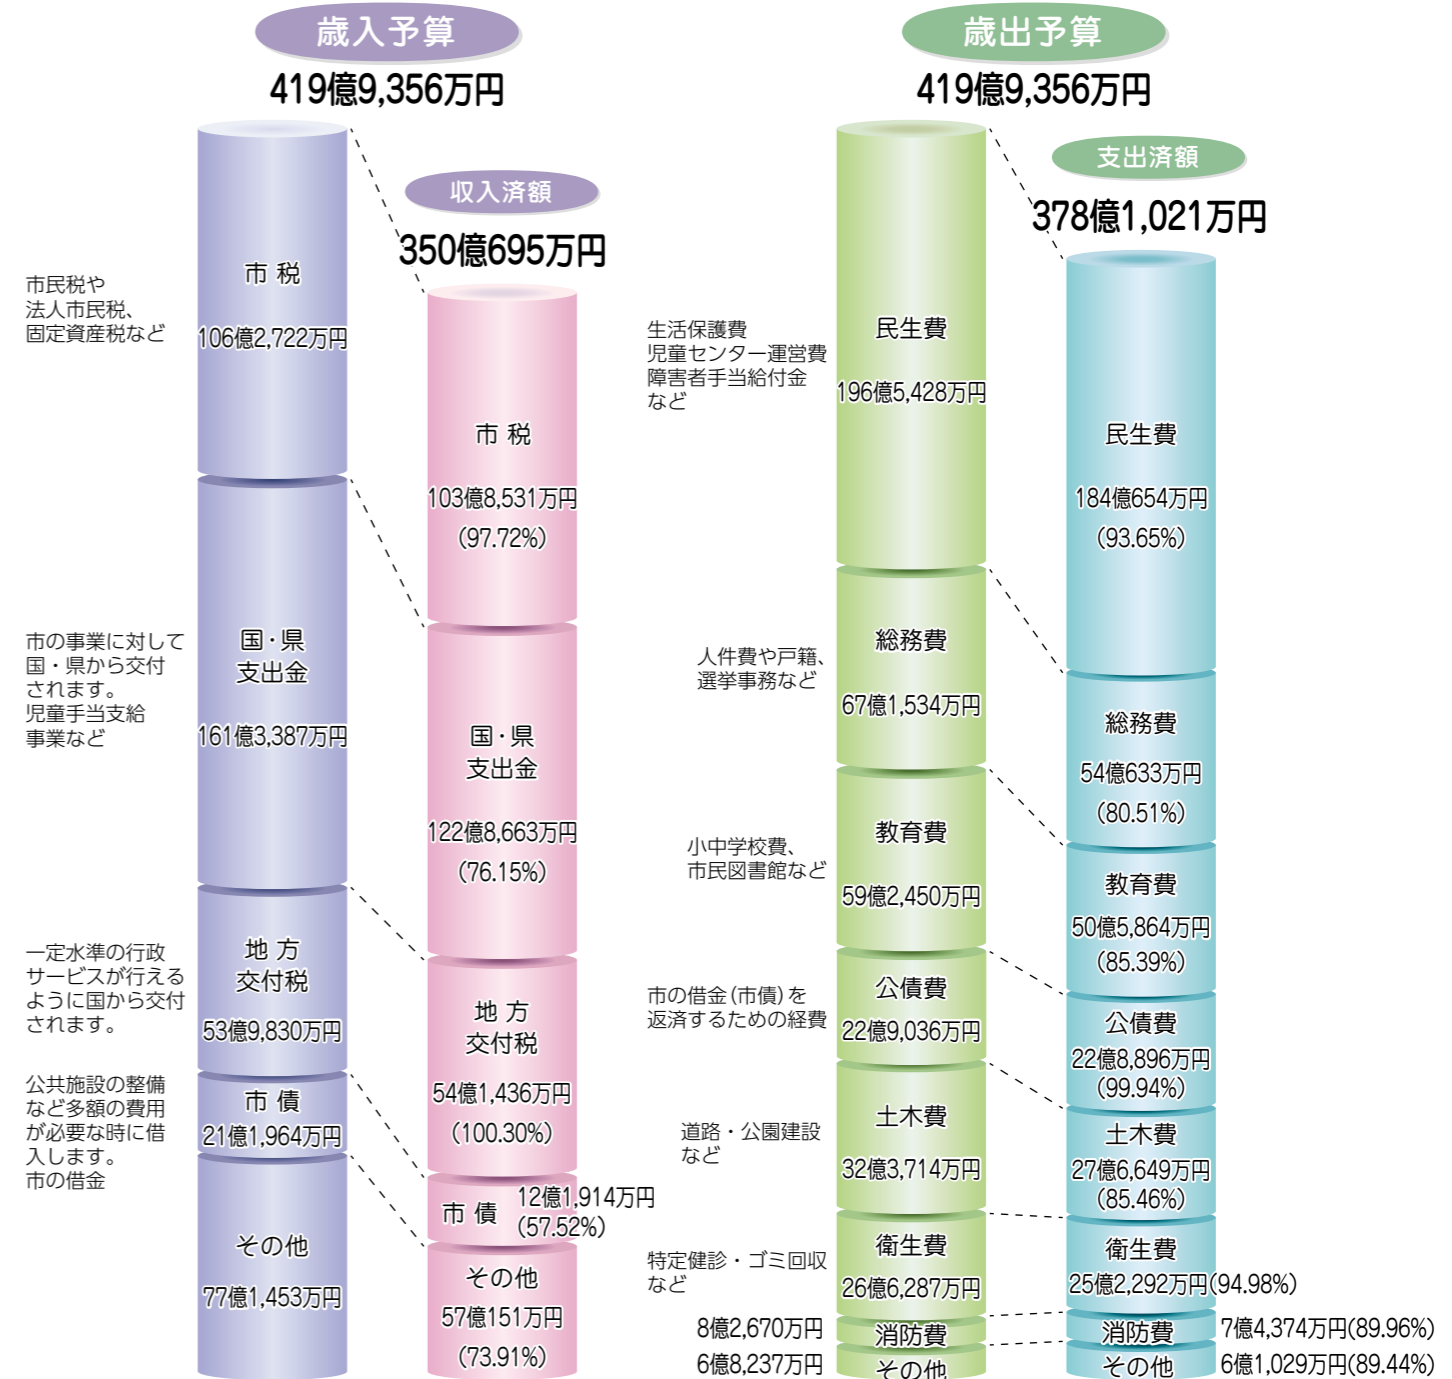 歳入予算
419億9,356万円
収入済額
350億695万円
市民税や
法人市民税、
固定資産税など
市税
106億2,722万円
市税
103億8,531万円
(97.72%)
市の事業に対して
国・県から交付
されます。
児童手当支給
事業など
国・県
支出金
161億3,387万円
国・県
支出金
122億8,663万円
(76.15%)
一定水準の行政
サービスが行える
ように国から交付
されます。
地方
交付税
53億9,830万円
地方
交付税
54億1,436万円
(100.30%)
公共施設の整備
など多額の費用
が必要な時に借
入します。
市の借金
市債
21億1,964万円
市債
12億1,914万円
(57.52%)
その他
77億1,453万円
その他
57億151万円
(73.91%)
歳出予算
419億9,356万円
支出済額
378億1,021万円
生活保護費
児童センター運営費
障害者手当給付金
など
民生費
196億5,428万円
民生費
184億654万円
(93.65%)
人件費や戸籍、
選挙事務など
総務費
67億1,534万円
総務費
54億633万円
(80.51%)
小中学校費、
市民図書館など
教育費
59億2,450万円
教育費
50億5,864万円
(85.39%)
市の借金(市債)を
返済するための経費
公債費
22億9,036万円
公債費
22億8,896万円
(99.94%)
道路・公園建設
など
土木費
32億3,714万円
土木費
27億6,649万円
(85.46%)
特定健診・ゴミ回収
など
衛生費
26億6,287万円
衛生費
25億2,292万円(94.98%)
8億2,670万円
消防費
消防費
7億4,374万円(89.96%)
6億8,237万円
その他
その他
6億1,029万円(89.44%)